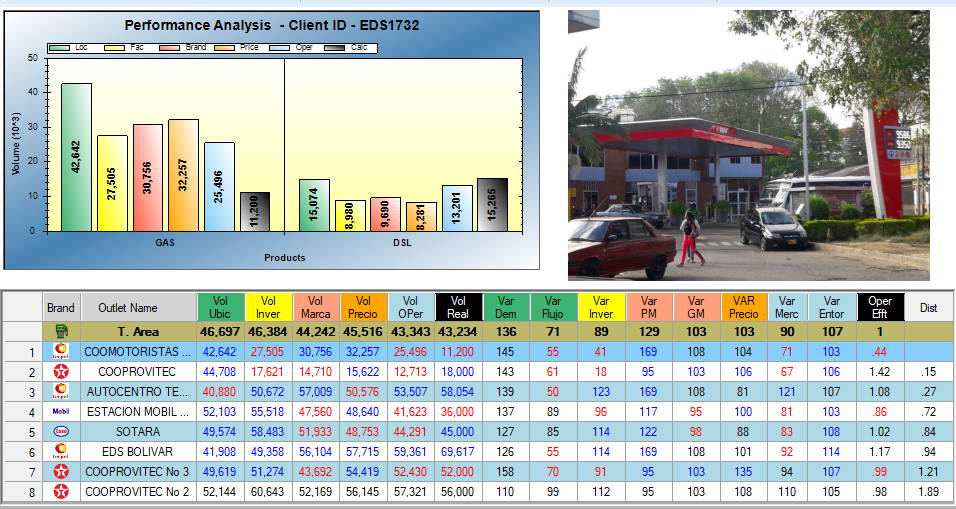 Performance Analysis - Client ID - EDS1732
Loc Fac Brand Price Oper Calc
Volume (10^3)
50
40
30
20
10
0
42,642 27,505 30,756 32,257 25,496 11,200 15,074 8,980 9,690 8,281 13,201 15,265
GAS DSL
Products
9586
9350
Brand Outlet Name Vol Ubic Vol Inver Vol Marca Vol Precio Vol OPer Vol Real Var Dem Var Flujo Var Inver Var PM Var GM VAR Precio Var Merc Var Entor Oper Efft Dist
T. Area 46,697 46,384 44,242 45,516 43,343 43,234 136 71 89 129 103 103 90 107 1
1 COOMOTORISTAS ... 42,642 27,505 30,756 32,257 25,496 11,200 145 55 41 169 108 104 71 103 .44
2 COOPROVITEC 44,708 17,621 14,710 15,622 12,713 18,000 143 61 18 95 103 106 67 106 1.42 .15
3 AUTOCENTRO TE... 40,880 50,672 57,009 50,576 53,507 58,054 139 50 123 169 108 81 121 107 1.08 .27
4 Mobil ESTACION MOBIL ... 52,103 55,518 47,560 48,640 41,623 36,000 137 89 96 117 95 100 81 103 .86 .72
5 Esso SOTARA 49,574 58,483 51,933 48,753 44,291 45,000 127 85 114 122 98 88 83 108 1.02 .84
6 EDS BOLIVAR 41,908 49,358 56,104 57,715 59,361 69,617 126 55 114 169 108 101 92 114 1.17 .94
7 COOPROVITEC No 3 49,619 51,274 43,692 54,419 52,430 52,000 158 70 91 95 103 135 94 107 .99 1.21
8 COOPROVITEC No 2 52,144 60,643 52,169 56,145 57,321 56,000 110 99 112 95 103 108 110 105 .98 1.89